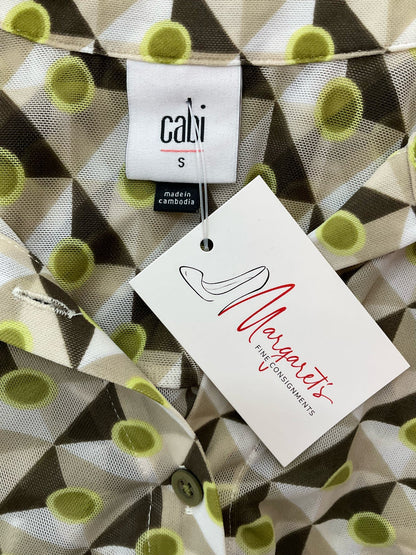 cabi
S
made in
cambodia
Margaret's
FINE CONSIGNMENTS